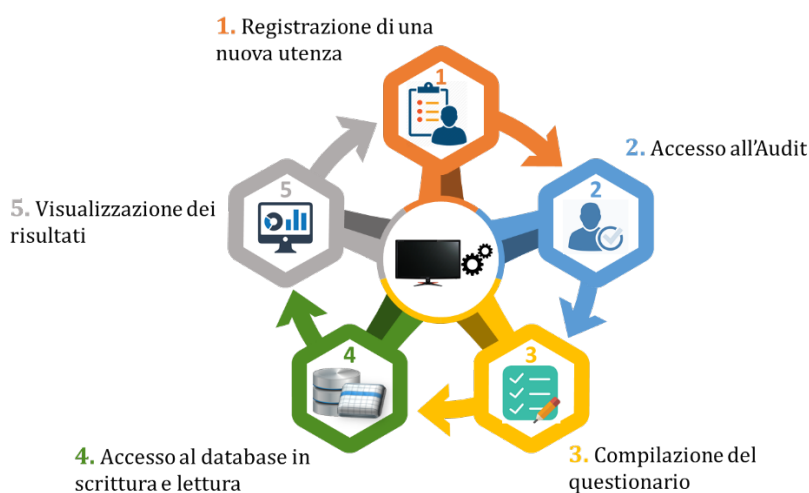 1. Registrazione di una
nuova utenza
1
2. Accesso all'Audit
2
3
3. Compilazione del
questionario
4
4. Accesso al database in
scrittura e lettura
5
5. Visualizzazione dei
risultati